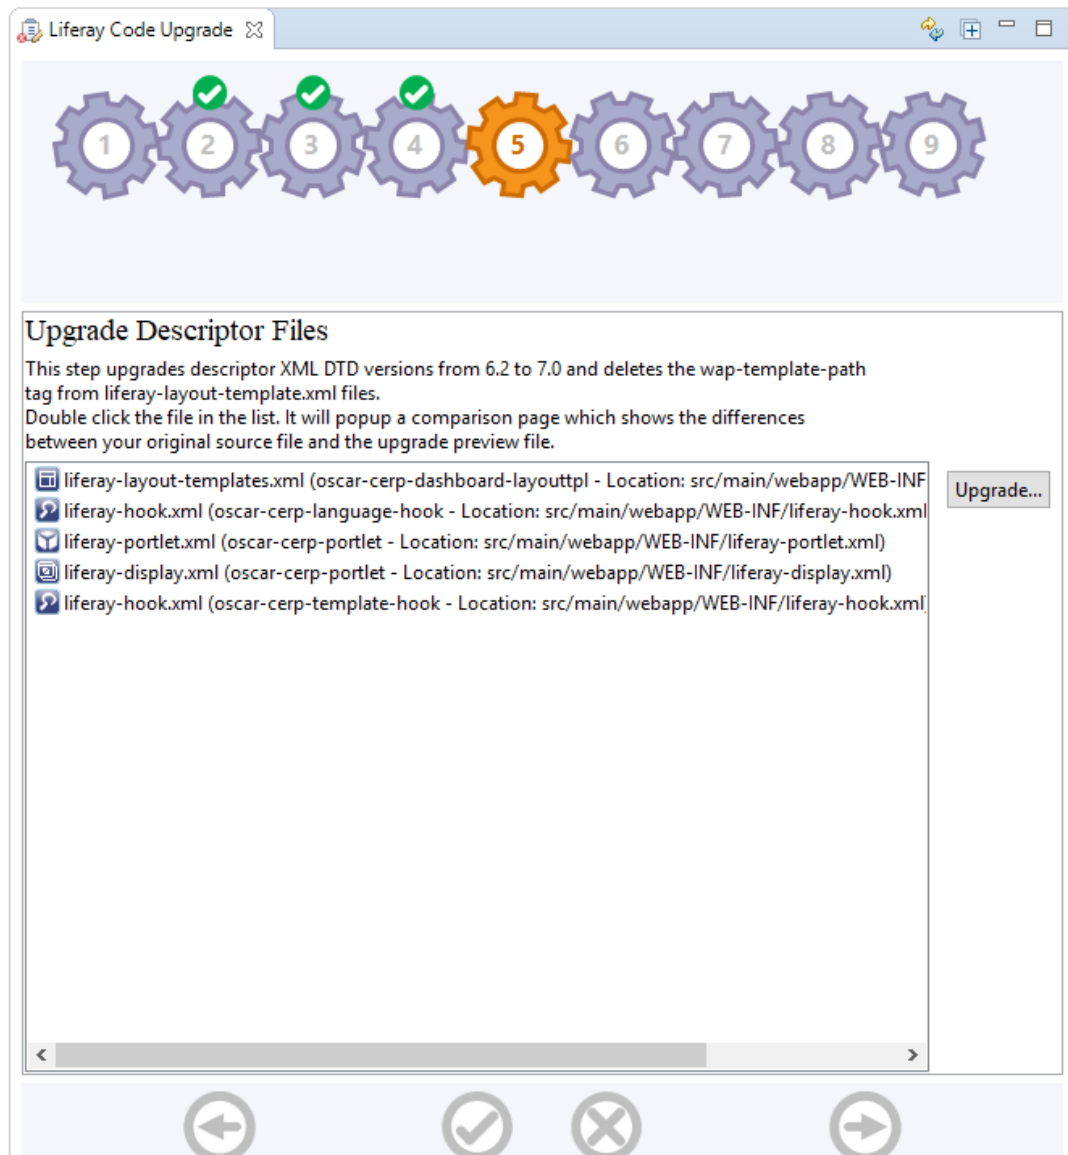 Liferay Code Upgrade
1 2 3 4 5 6 7 8 9
Upgrade Descriptor Files
This step upgrades descriptor XML DTD versions from 6.2 to 7.0 and deletes the wap-template-path
tag from liferay-layout-template.xml files.
Double click the file in the list. It will popup a comparison page which shows the differences
between your original source file and the upgrade preview file.
liferay-layout-templates.xml (oscar-cerp-dashboard-layouttpl - Location: src/main/webapp/WEB-INF
Upgrade...
liferay-hook.xml (oscar-cerp-language-hook - Location: src/main/webapp/WEB-INF/liferay-hook.xml
liferay-portlet.xml (oscar-cerp-portlet - Location: src/main/webapp/WEB-INF/liferay-portlet.xml)
liferay-display.xml (oscar-cerp-portlet - Location: src/main/webapp/WEB-INF/liferay-display.xml)
liferay-hook.xml (oscar-cerp-template-hook - Location: src/main/webapp/WEB-INF/liferay-hook.xml)